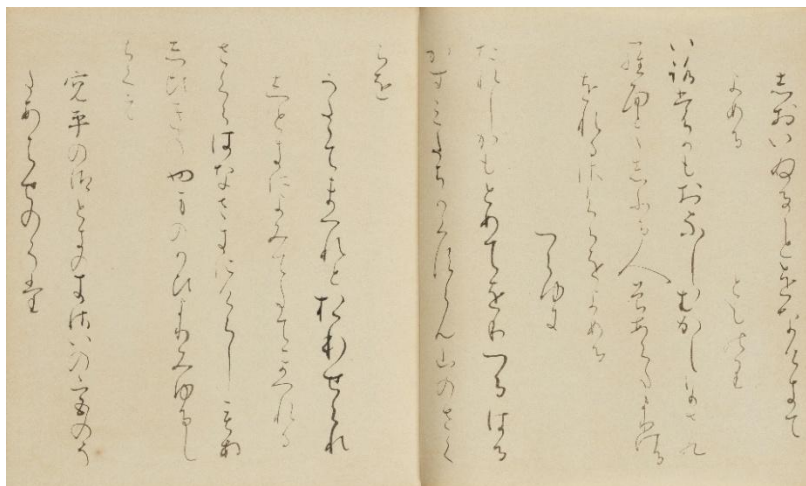 しおいぬることをなけきて
よめる　とものり
いろもかもおなしむかしにさく
らめととしふる人そあらたまりける
をれるさくらをよめる
つらゆき
たれしかもとめてをりつるはる
かすみたちかくすらん山のさく
らを
うたたてまつれとおほせられ
しときによみてたてまつれる
さくらはなさきにけらしもあ
しひきのやまのかひよりみゆるし
らくも
寛平の御ときのきさいの宮のう
たあはせのうた